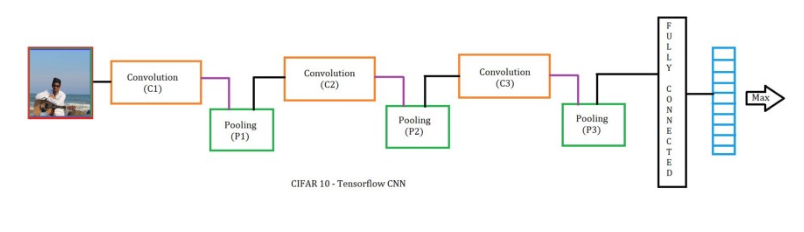 Convolution
(C1)
Pooling
(P1)
Convolution
(C2)
Pooling
(P2)
Convolution
(C3)
Pooling
(P3)
FULLY CONNECTED
Max
CIFAR 10 - Tensorflow CNN